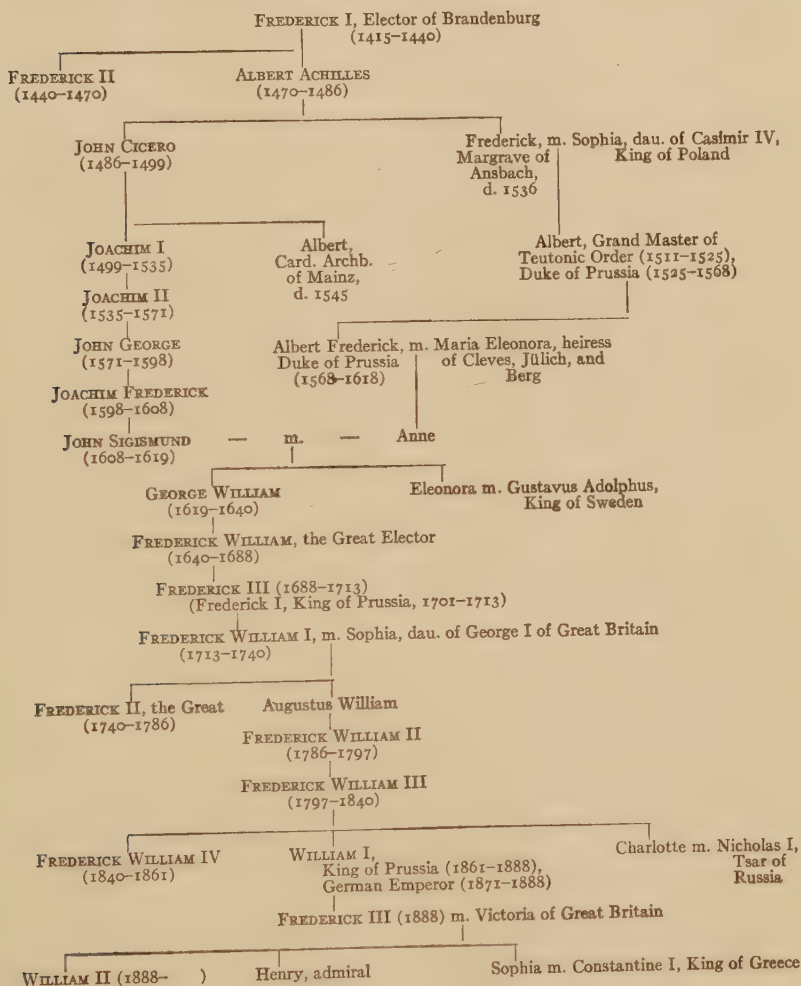 FREDERICK I, Elector of Brandenburg
(1415–1440)
FREDERICK II
(1440–1470)
ALBERT ACHILLES
(1470–1486)
JOHN CICERO
(1486–1499)
Frederick, m. Sophia, dau. of Casimir IV,
Margrave of King of Poland
Ansbach,
d. 1536
JOACHIM I
(1499–1535)
Albert,
Card. Archb.
of Mainz,
d. 1545
Albert, Grand Master of
Teutonic Order (1511–1525),
Duke of Prussia (1525–1568)
JOACHIM II
(1535–1571)
JOHN GEORGE
(1571–1598)
Albert Frederick, m. Maria Eleonora, heiress
Duke of Prussia of Cleves, Jülich, and
(1568–1618) Berg
JOACHIM FREDERICK
(1598–1608)
JOHN SIGISMUND — m. — Anne
(1608–1619)
GEORGE WILLIAM
(1619–1640)
Eleonora m. Gustavus Adolphus,
King of Sweden
FREDERICK WILLIAM, the Great Elector
(1640–1688)
FREDERICK III (1688–1713)
(Frederick I, King of Prussia, 1701–1713)
FREDERICK WILLIAM I, m. Sophia, dau. of George I of Great Britain
(1713–1740)
FREDERICK II, the Great
(1740–1786)
Augustus William
FREDERICK WILLIAM II
(1786–1797)
FREDERICK WILLIAM III
(1797–1840)
FREDERICK WILLIAM IV
(1840–1861)
WILLIAM I,
King of Prussia (1861–1888),
German Emperor (1871–1888)
Charlotte m. Nicholas I,
Tsar of
Russia
FREDERICK III (1888) m. Victoria of Great Britain
WILLIAM II (1888– )
Henry, admiral
Sophia m. Constantine I, King of Greece